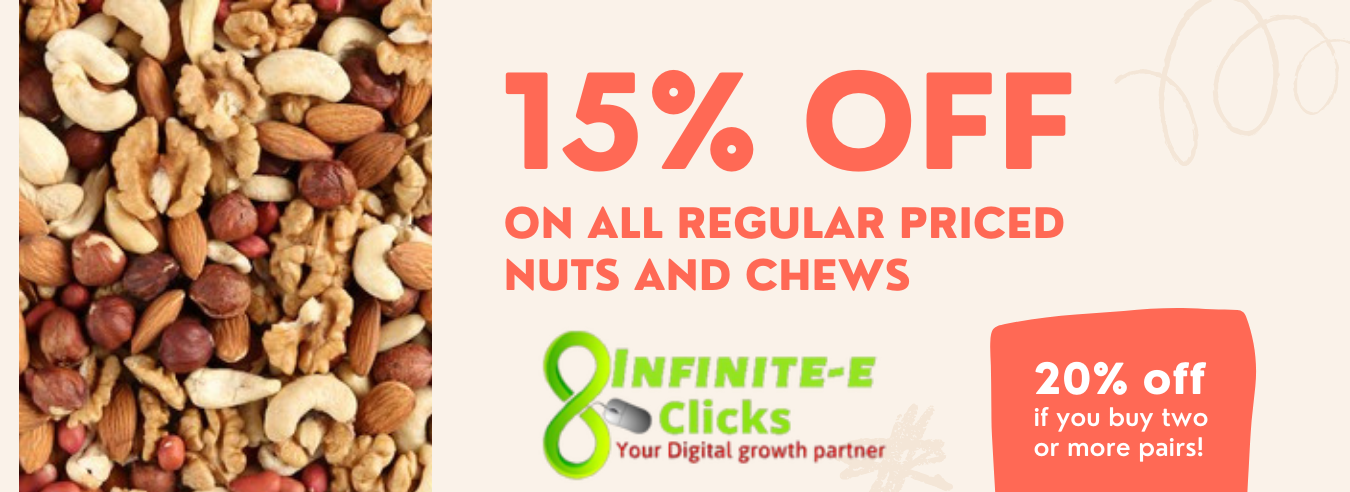 15% OFF
ON ALL REGULAR PRICED
NUTS AND CHEWS
INFINITE-E
Clicks
Your Digital growth partner
20% off
if you buy two
or more pairs!